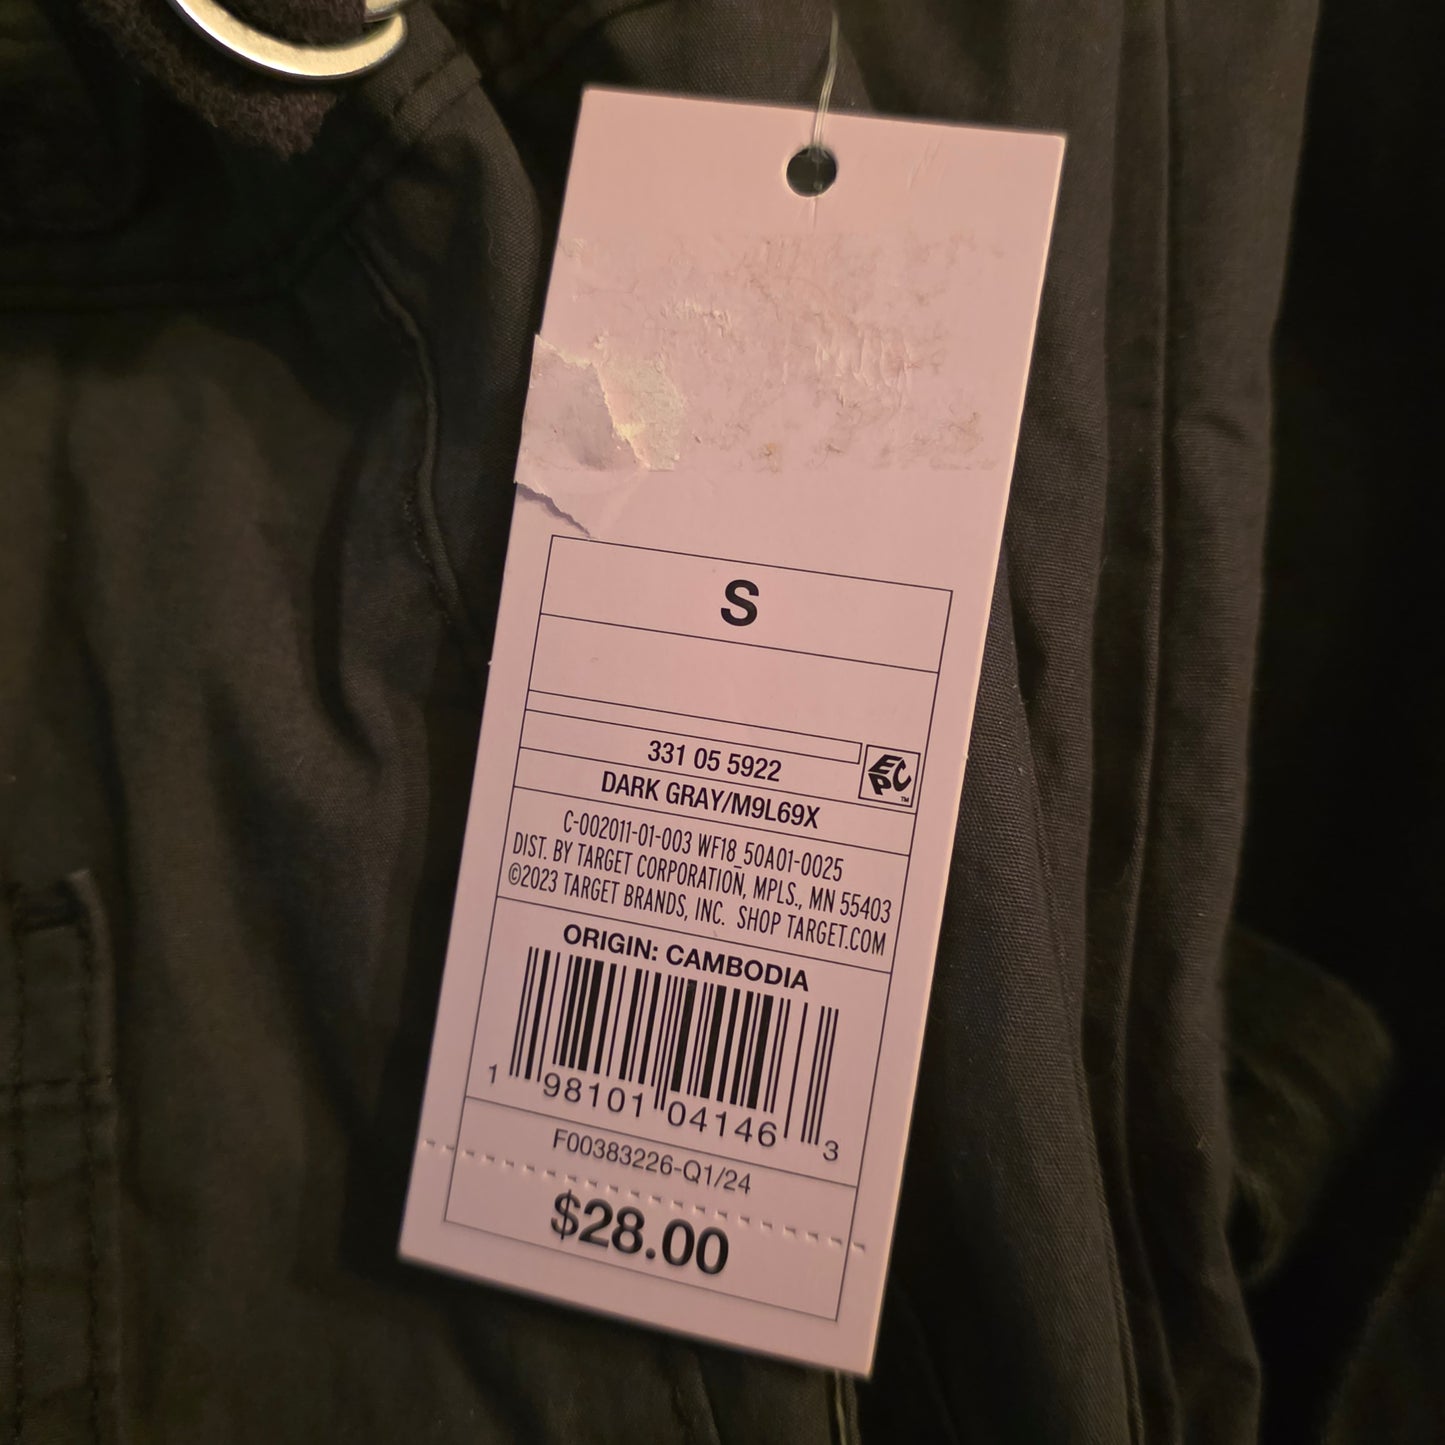 S
331 05 5922
EPC™
DARK GRAY/M9L69X
C-002011-01-003 WF18_50A01-0025
DIST. BY TARGET CORPORATION, MPLS., MN 55403
©2023 TARGET BRANDS, INC. SHOP TARGET.COM
ORIGIN: CAMBODIA
1 98101 04146 3
F00383226-Q1/24
$28.00